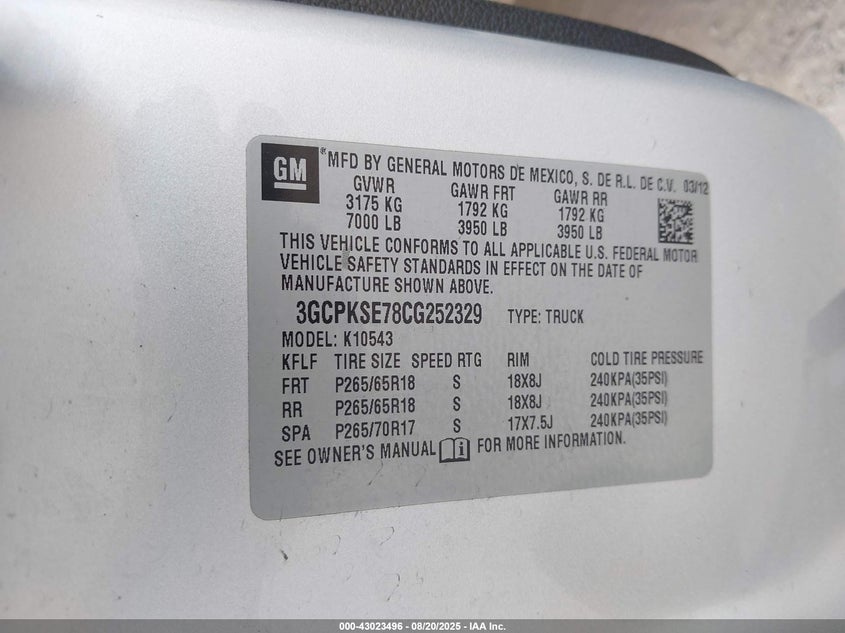 GM
*MFD BY GENERAL MOTORS DE MEXICO, S. DE R.L. DE C.V. 03/12
GVWR GAWR FRT GAWR RR
3175 KG 1792 KG 1792 KG
7000 LB 3950 LB 3950 LB
THIS VEHICLE CONFORMS TO ALL APPLICABLE U.S. FEDERAL MOTOR
VEHICLE SAFETY STANDARDS IN EFFECT ON THE DATE OF
MANUFACTURE SHOWN ABOVE.
3GCPKSE78CG252329 TYPE: TRUCK
MODEL: K10543
KFLF TIRE SIZE SPEED RTG RIM COLD TIRE PRESSURE
FRT P265/65R18 S 18X8J 240KPA(35PSI)
RR P265/65R18 S 18X8J 240KPA(35PSI)
SPA P265/70R17 S 17X7.5J 240KPA(35PSI)
SEE OWNER'S MANUAL FOR MORE INFORMATION.
000-43023496 - 08/20/2025 - IAA Inc.